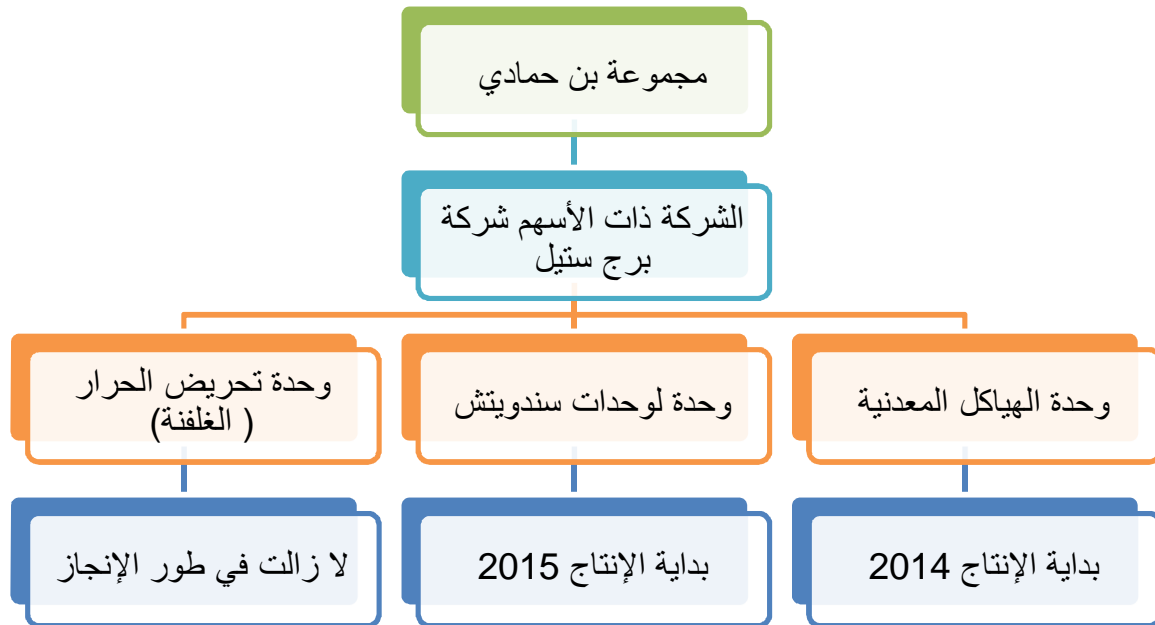 مجموعة بن حمادي
الشركة ذات الأسهم شركة
برج ستيل
وحدة الهياكل المعدنية
وحدة لوحدات سندويتش
وحدة تحريض الحرار
( الغلفنة)
بداية الإنتاج 2014
بداية الإنتاج 2015
لا زالت في طور الإنجاز